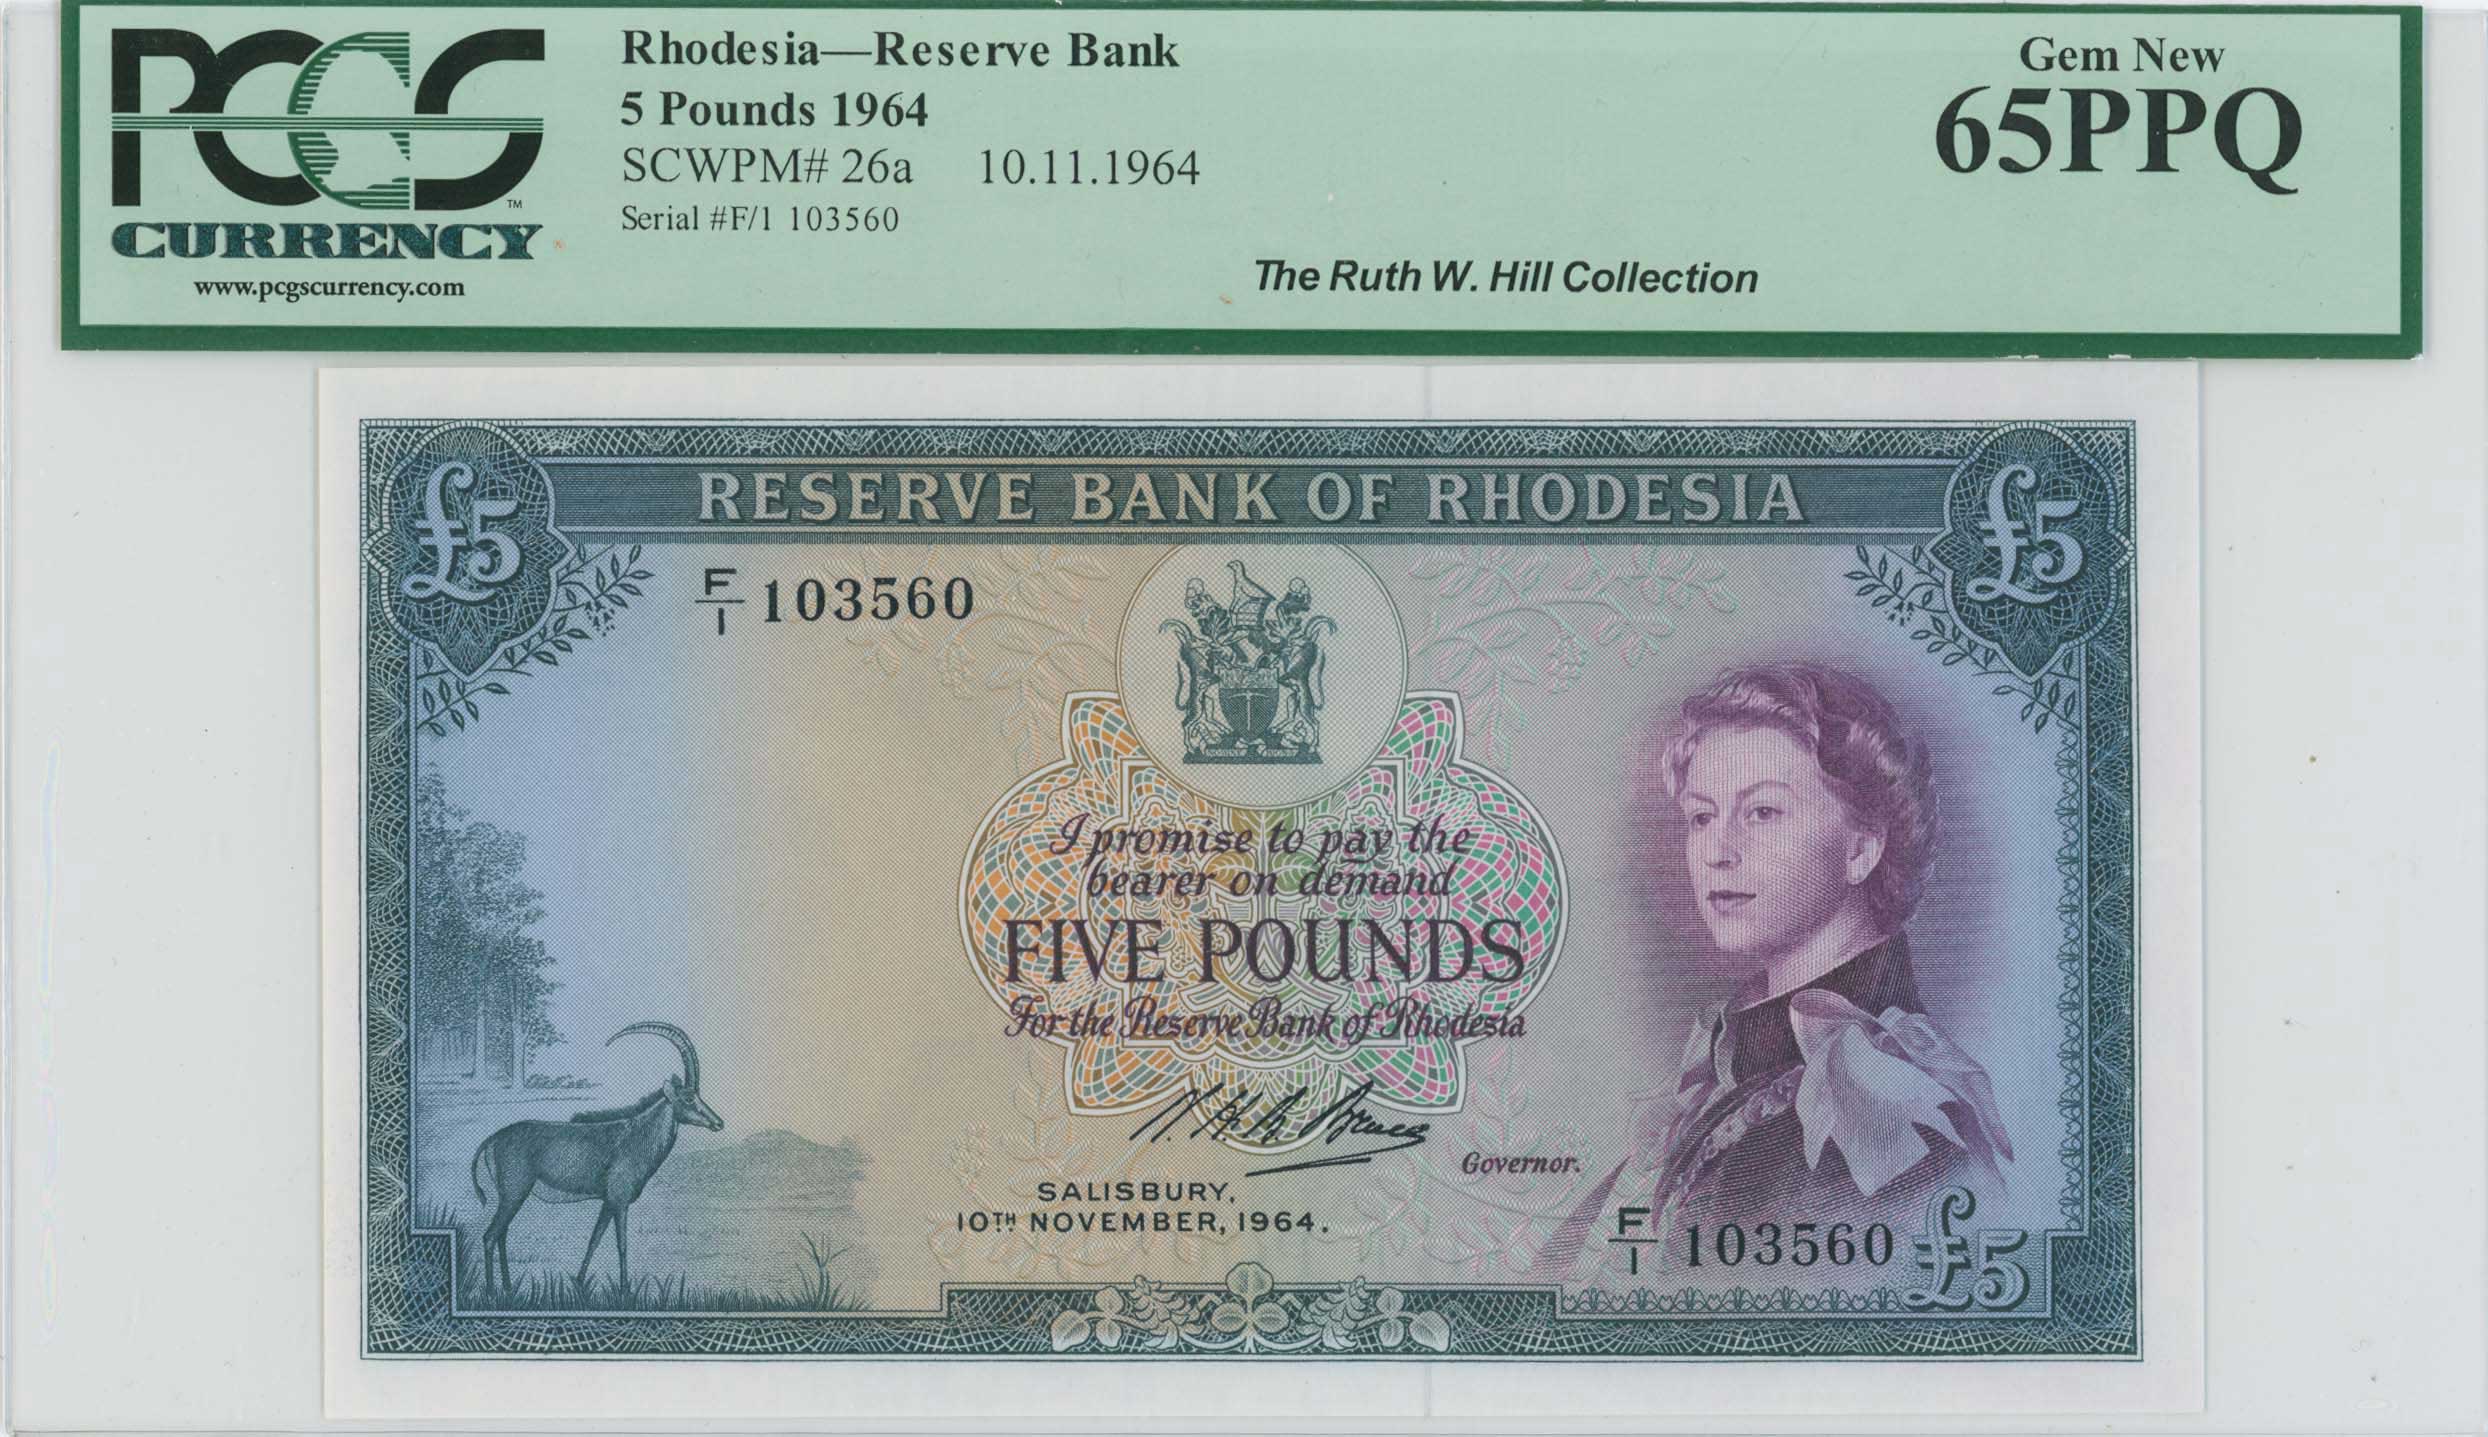 PCGS
™
CURRENCY
www.pcgscurrency.com
Rhodesia—Reserve Bank
5 Pounds 1964
SCWPM# 26a 10.11.1964
Serial #F/1 103560
Gem New
65PPQ
The Ruth W. Hill Collection
£5
RESERVE BANK OF RHODESIA
£5
F/1 103560
I promise to pay the
bearer on demand
FIVE POUNDS
For the Reserve Bank of Rhodesia
Governor.
SALISBURY,
10TH NOVEMBER, 1964.
F/1 103560
£5